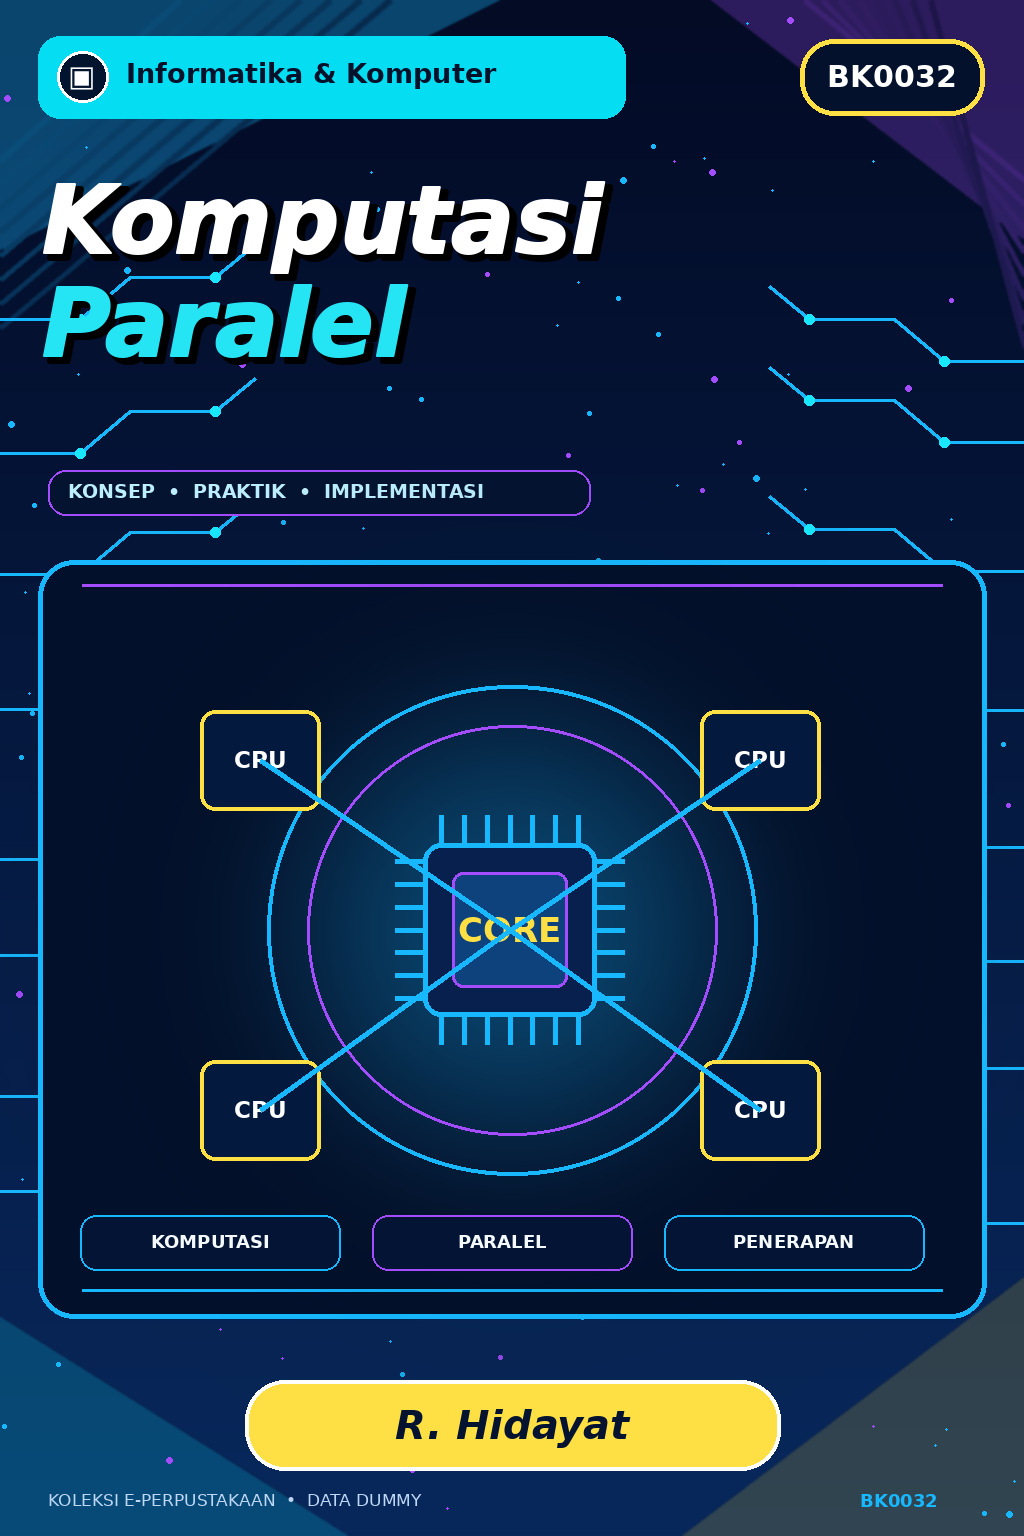 Informatika & Komputer
BK0032
Komputasi
Paralel
KONSEP • PRAKTIK • IMPLEMENTASI
CPU
CPU
CORE
CPU
CPU
KOMPUTASI
PARALEL
PENERAPAN
R. Hidayat
KOLEKSI E-PERPUSTAKAAN • DATA DUMMY
BK0032